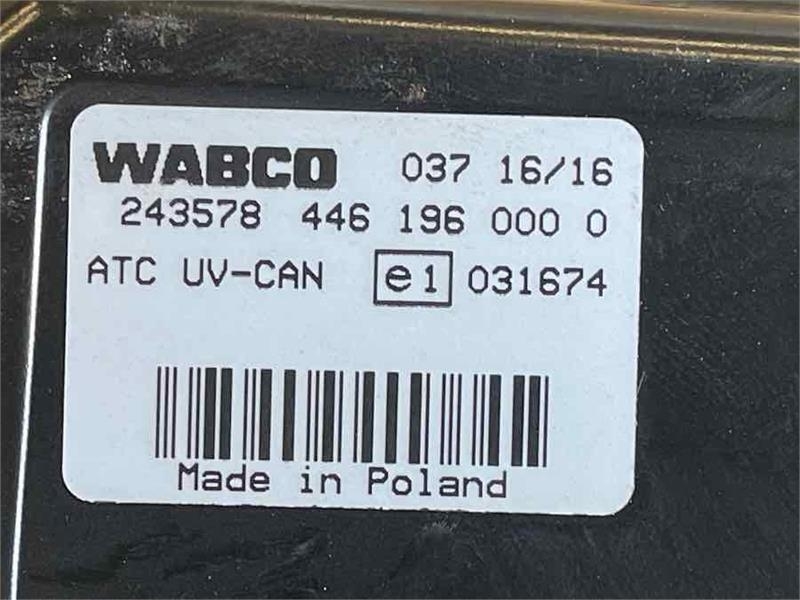 WABCO 037 16/16
243578 446 196 000 0
ATC UV-CAN e1 031674
Made in Poland